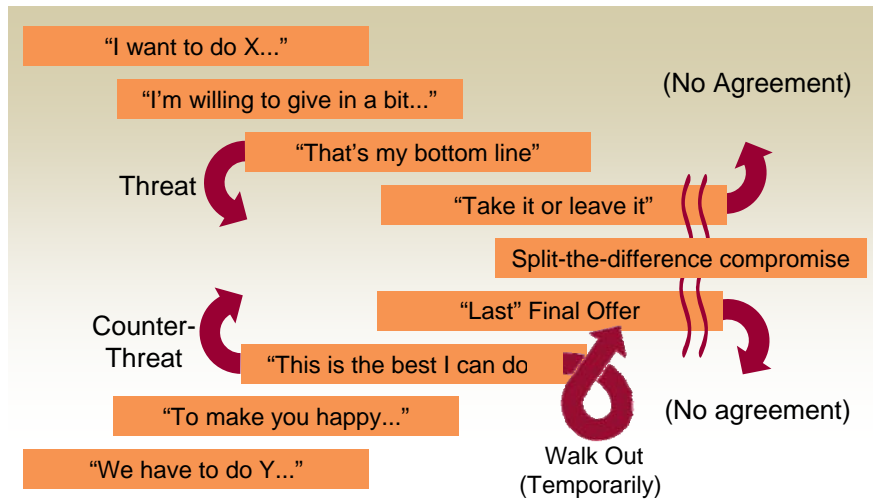 “I want to do X...”
“I’m willing to give in a bit...”
(No Agreement)
“That’s my bottom line”
Threat
“Take it or leave it”
Split-the-difference compromise
“Last” Final Offer
Counter-
Threat
“This is the best I can do
“To make you happy...”
(No agreement)
“We have to do Y...”
Walk Out
(Temporarily)